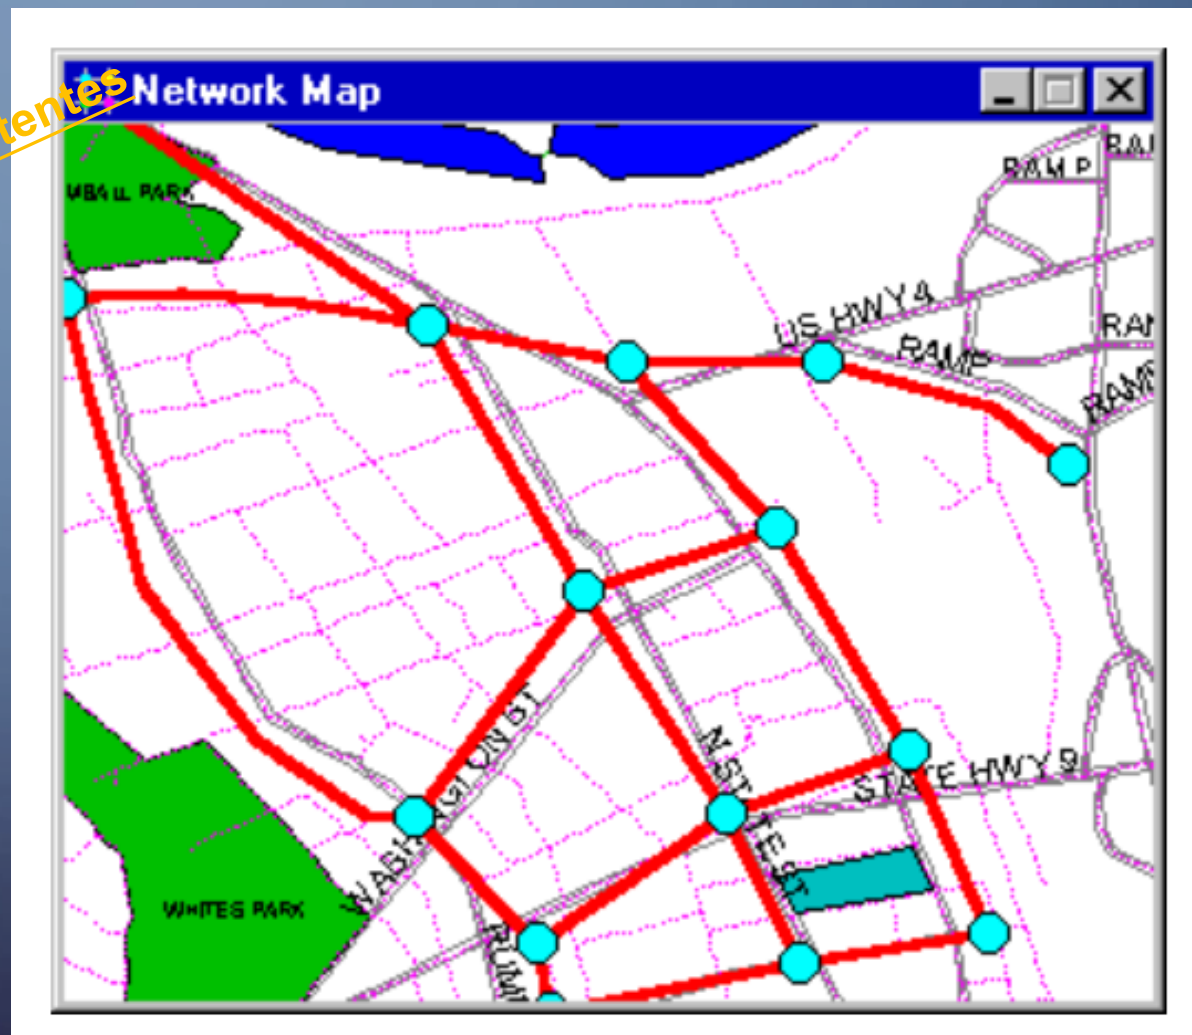 tentes
Network Map
RAMP
US HWY 4
RAMP
RAMP
WASHINGTON ST
N STATE ST
STATE HWY 9
WHITES PARK